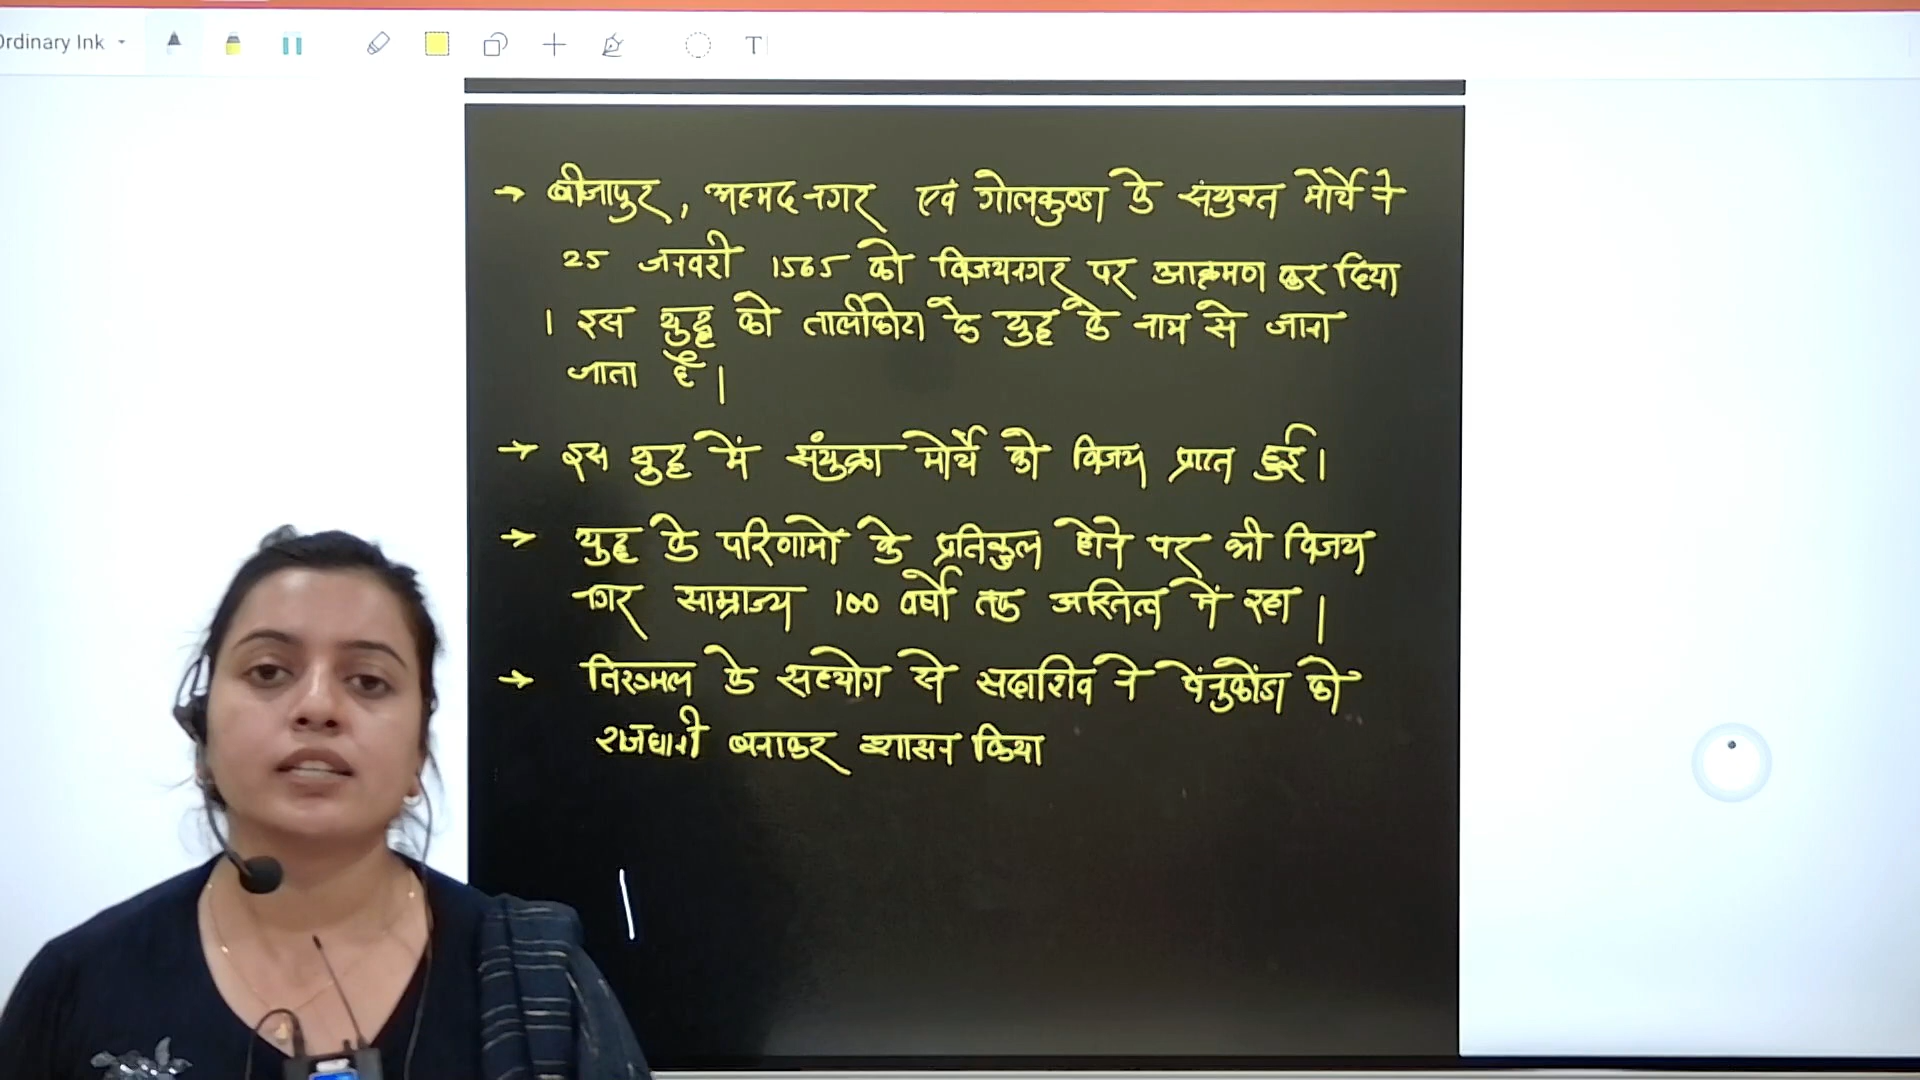 Ordinary Ink
T
→ बीजापुर, अहमदनगर एवं गोलकुण्डा के संयुक्त मोर्चे ने
25 जनवरी 1565 को विजयनगर पर आक्रमण कर दिया
। इस युद्ध को तालीकोटा के युद्ध के नाम से जाना
जाता है।
→ इस युद्ध में संयुक्त मोर्चे को विजय प्राप्त हुई।
→ युद्ध के परिणामों के प्रतिकुल होने पर भी विजय
नगर साम्राज्य 100 वर्षों तक अस्तित्व में रहा।
→ तिरुमल के सहयोग से सदाशिव ने पेंनुकोंडा को
राजधानी बनाकर शासन किया